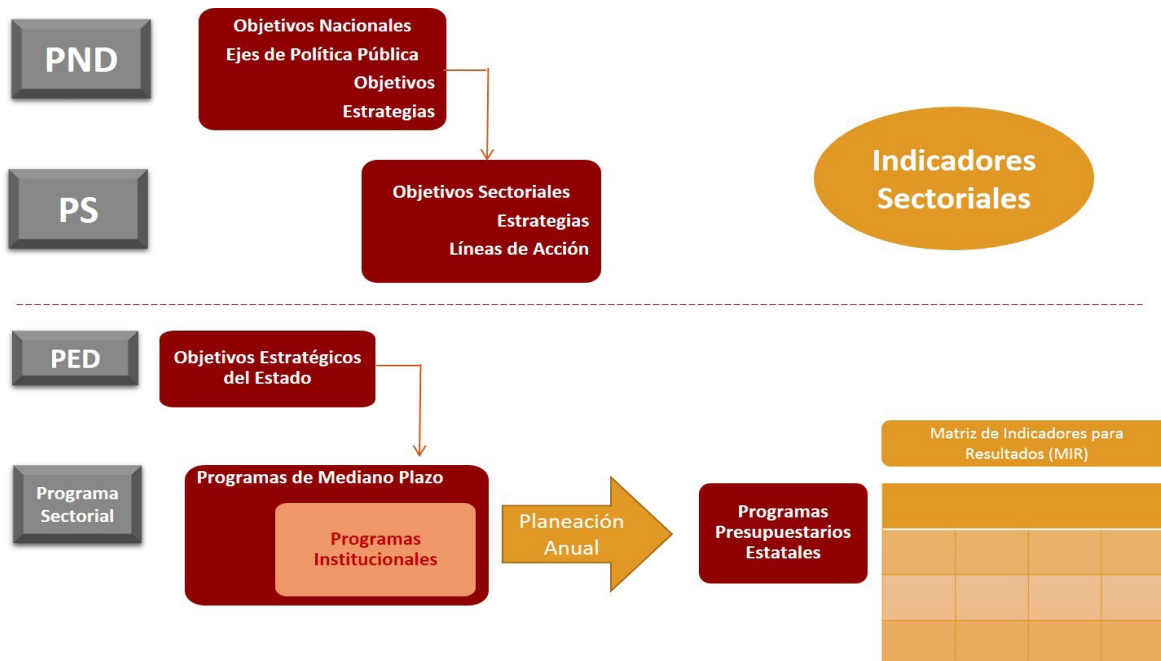 PND
Objetivos Nacionales
Ejes de Política Pública
Objetivos
Estrategias
PS
Objetivos Sectoriales
Estrategias
Líneas de Acción
Indicadores
Sectoriales
PED
Objetivos Estratégicos
del Estado
Programa
Sectorial
Programas de Mediano Plazo
Programas
Institucionales
Planeación
Anual
Programas
Presupuestarios
Estatales
Matriz de Indicadores para
Resultados (MIR)